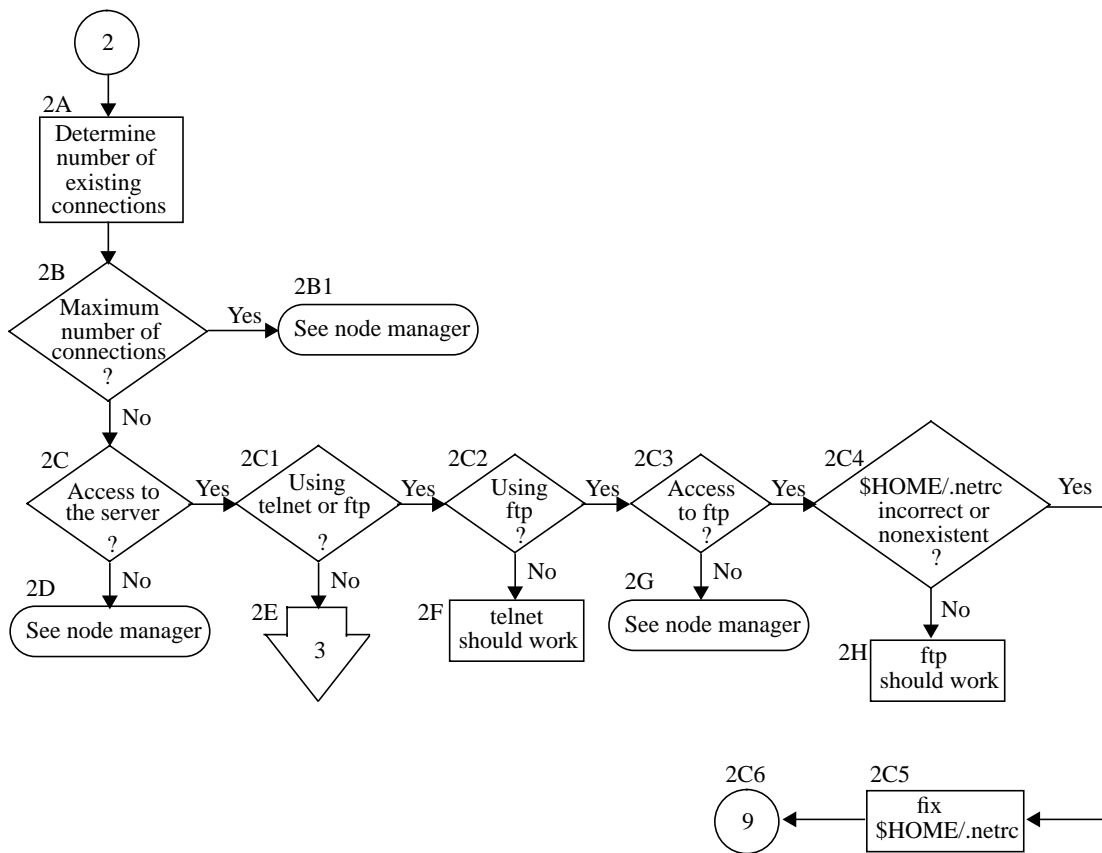 2
2A
Determine
number of
existing
connections
2B
Maximum
number of
connections
?
Yes
2B1
See node manager
No
2C
Access to
the server
?
Yes
2C1
Using
telnet or ftp
?
Yes
2C2
Using
ftp
?
Yes
2C3
Access
to ftp
?
Yes
2C4
$HOME/.netrc
incorrect or
nonexistent
?
Yes
No
2D
See node manager
No
2E
3
No
2F
telnet
should work
No
2G
See node manager
No
2H
ftp
should work
2C6
9
2C5
fix
$HOME/.netrc